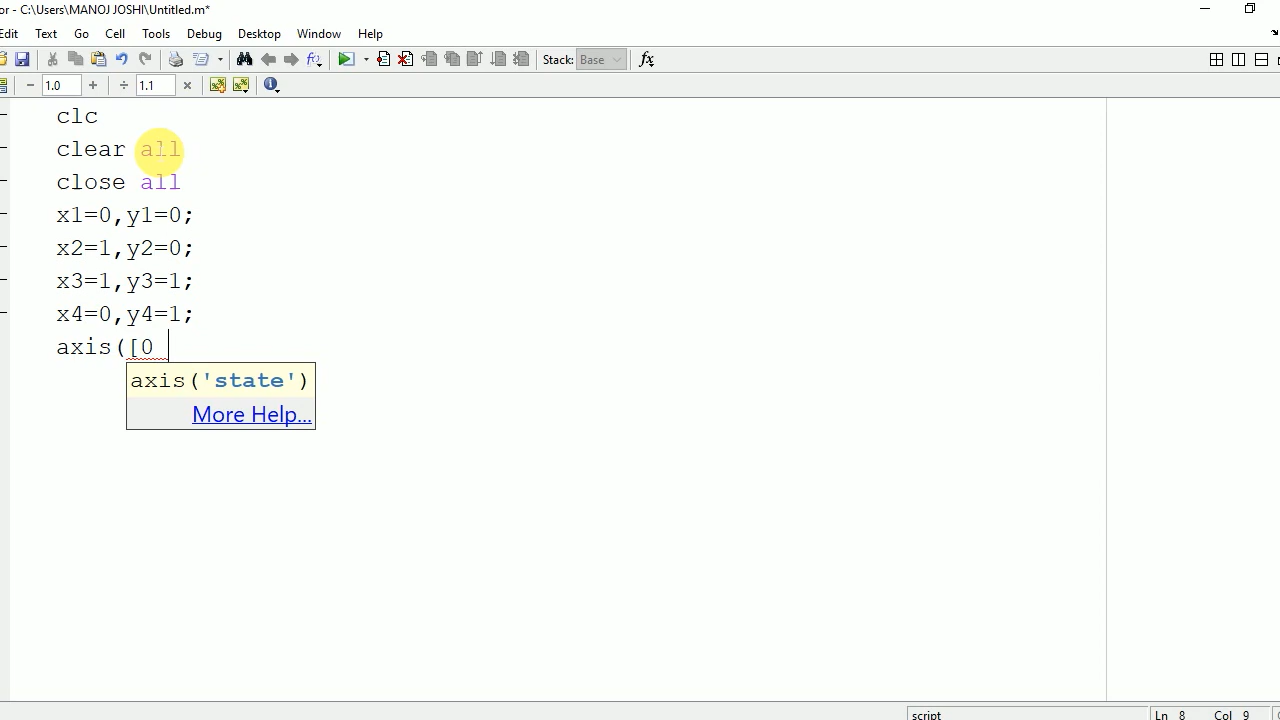 or - C:\Users\MANOJ JOSHI\Untitled.m*
Edit Text Go Cell Tools Debug Desktop Window Help
Stack: Base fx
− 1.0 + ÷ 1.1 ×
clc
clear all
close all
x1=0,y1=0;
x2=1,y2=0;
x3=1,y3=1;
x4=0,y4=1;
axis([0
axis('state')
More Help...
script Ln 8 Col 9